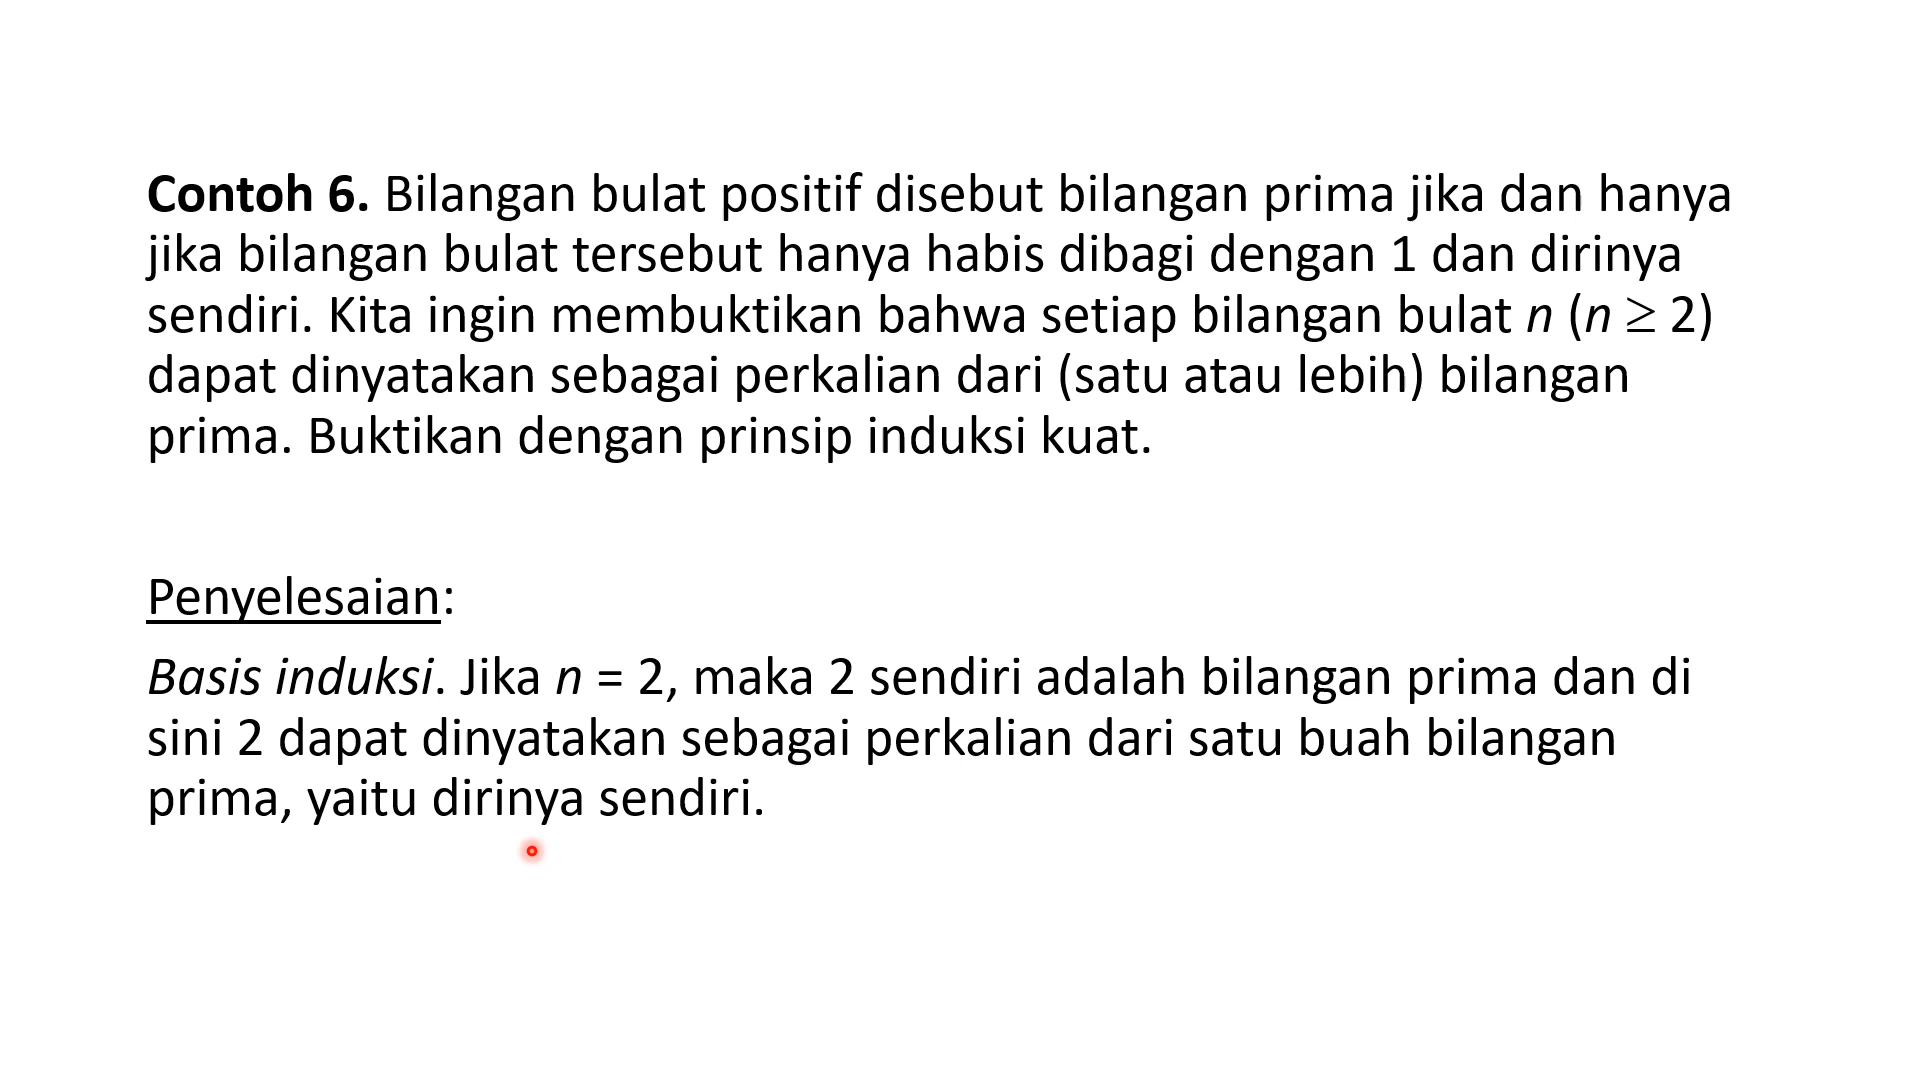 Contoh 6. Bilangan bulat positif disebut bilangan prima jika dan hanya
jika bilangan bulat tersebut hanya habis dibagi dengan 1 dan dirinya
sendiri. Kita ingin membuktikan bahwa setiap bilangan bulat n (n ≥ 2)
dapat dinyatakan sebagai perkalian dari (satu atau lebih) bilangan
prima. Buktikan dengan prinsip induksi kuat.
Penyelesaian:
Basis induksi. Jika n = 2, maka 2 sendiri adalah bilangan prima dan di
sini 2 dapat dinyatakan sebagai perkalian dari satu buah bilangan
prima, yaitu dirinya sendiri.